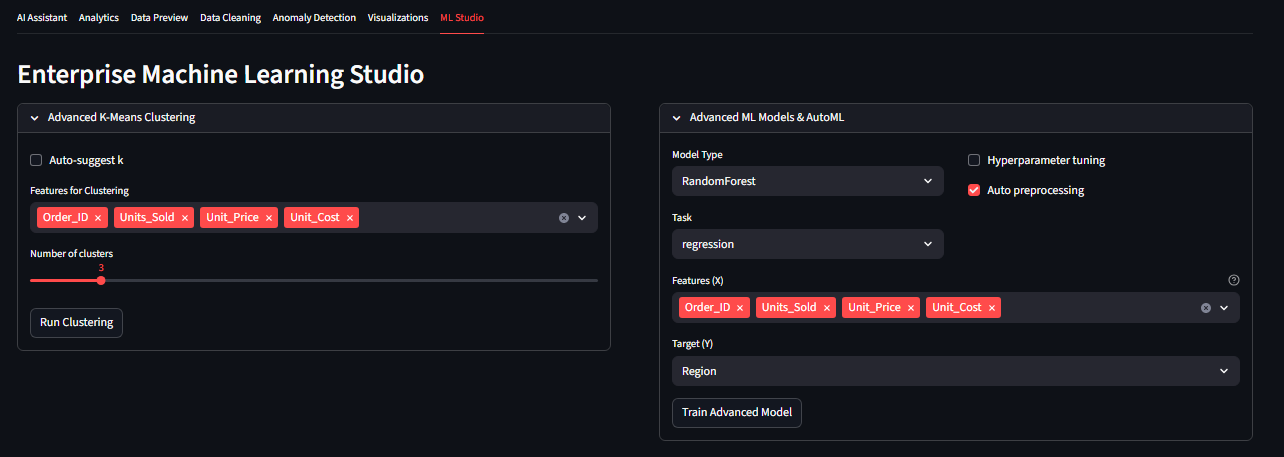 AI Assistant Analytics Data Preview Data Cleaning Anomaly Detection Visualizations ML Studio
Enterprise Machine Learning Studio
Advanced K-Means Clustering
Auto-suggest k
Features for Clustering
Order_ID × Units_Sold × Unit_Price × Unit_Cost ×
Number of clusters
3
Run Clustering
Advanced ML Models & AutoML
Model Type
RandomForest
Hyperparameter tuning
Auto preprocessing
Task
regression
Features (X)
Order_ID × Units_Sold × Unit_Price × Unit_Cost ×
Target (Y)
Region
Train Advanced Model